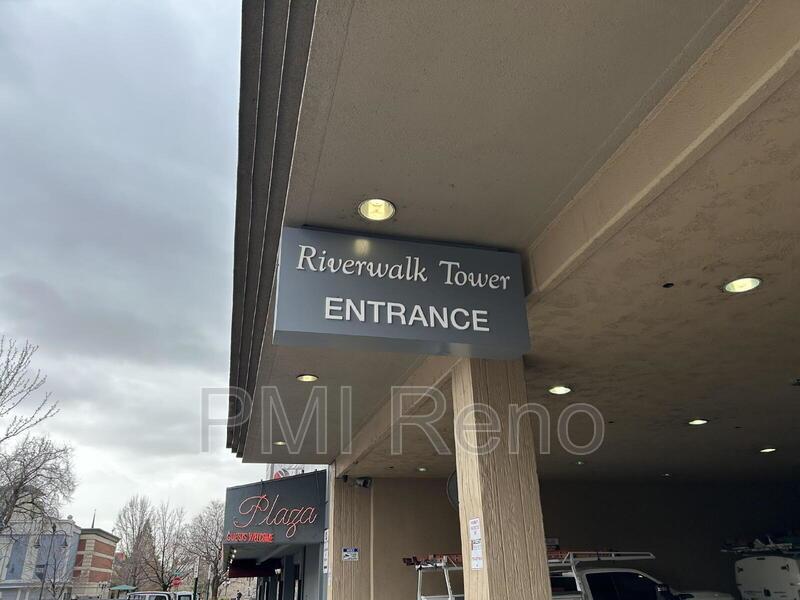 Riverwalk Tower
ENTRANCE
PMI Reno
Plaza
GUESTS WELCOME